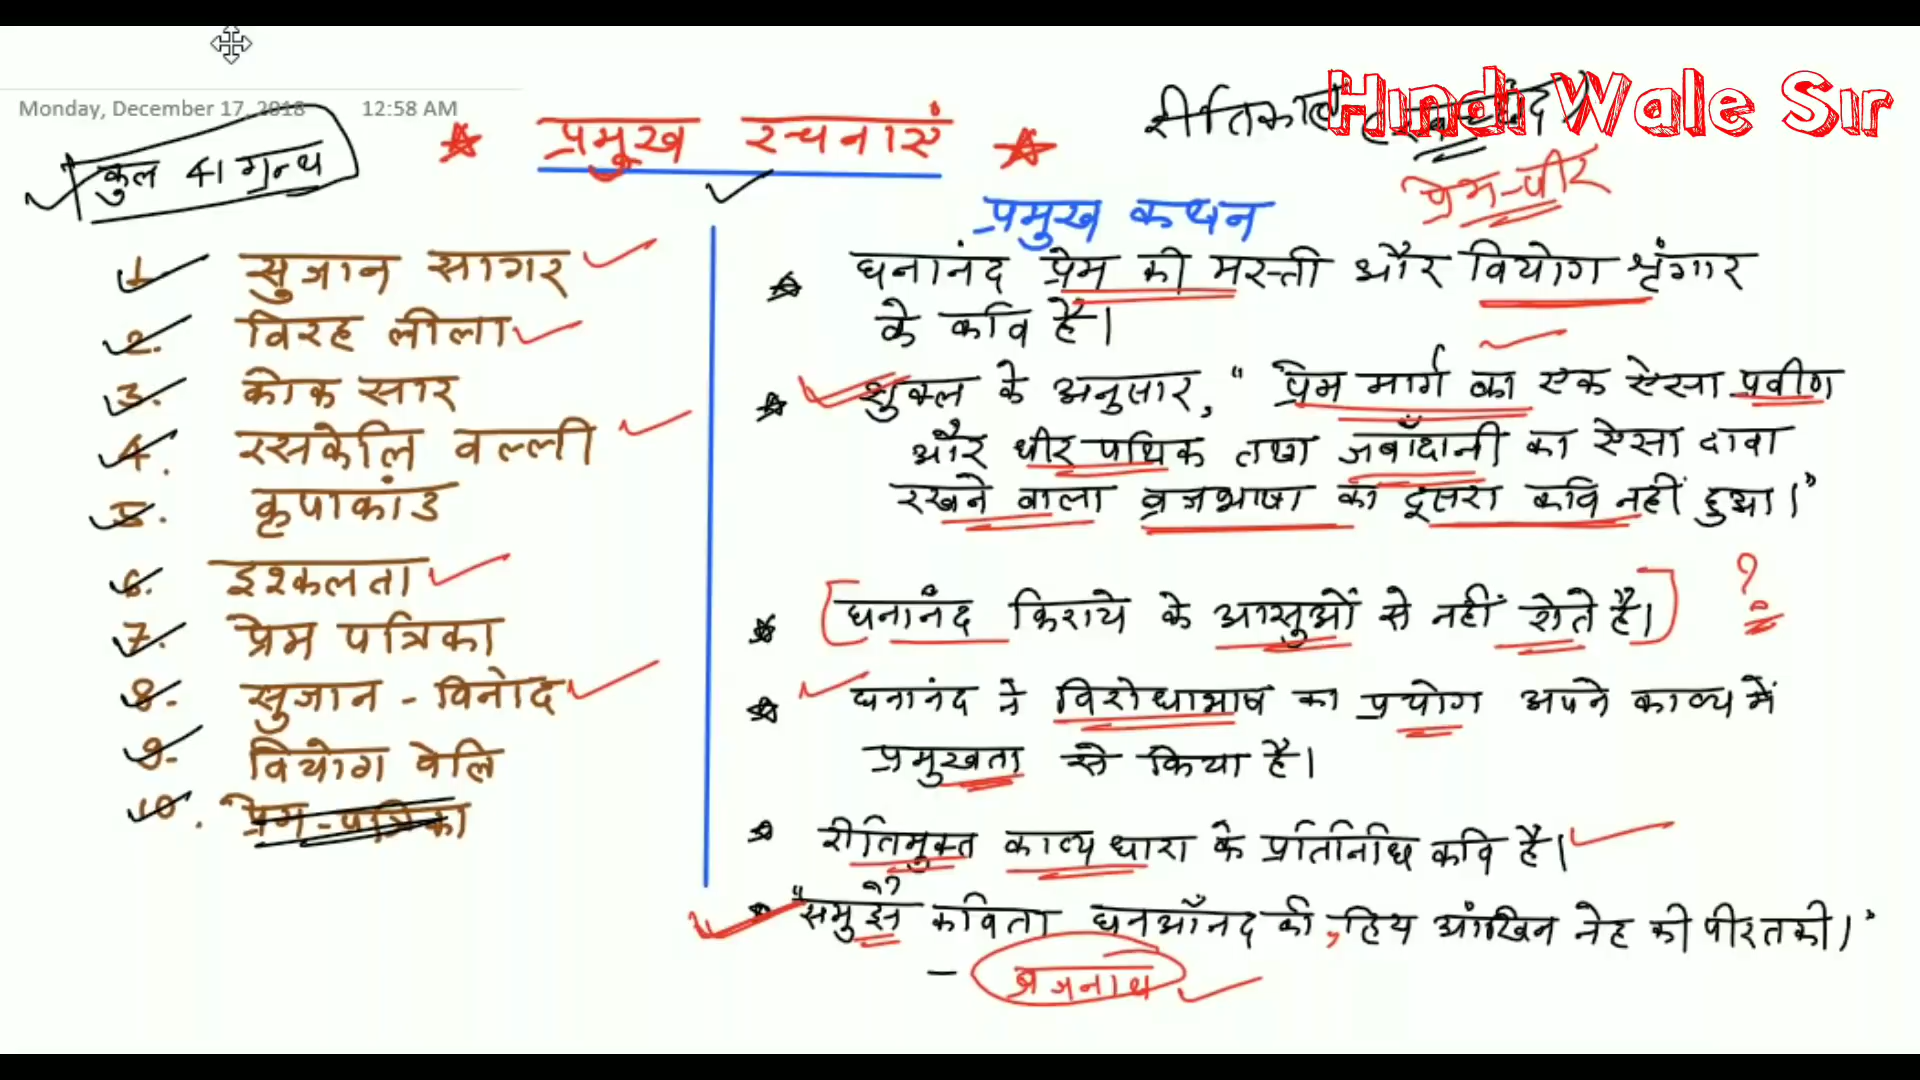 Monday, December 17, 2018 12:58 AM
Hindi Wale Sir
रीतिकाल
कुल 41 ग्रन्थ
प्रमुख रचनाएं
प्रेम-पीर
प्रमुख कथन
1. सुजान सागर
2. विरह लीला
3. कोक सार
4. रसकेलि वल्ली
5. कृपाकांड
6. इश्कलता
7. प्रेम पत्रिका
8. सुजान - विनोद
9. वियोग वेलि
10. प्रेम-पत्रिका
घनानंद प्रेम की मस्ती और वियोग श्रृंगार
के कवि हैं।
शुक्ल के अनुसार, "प्रेम मार्ग का एक ऐसा प्रवीण
और धीर पथिक तथा जबाँदानी का ऐसा दावा
रखने वाला ब्रजभाषा का दूसरा कवि नहीं हुआ।"
[घनानंद किराये के आसुओं से नहीं रोते है।] ?
घनानंद ने विरोधाभाष का प्रयोग अपने काव्य में
प्रमुखता से किया है।
रीतिमुक्त काव्य धारा के प्रतिनिधि कवि है।
"समुझै कविता घनआँनद की, हिय आंखिन नेह की पीर तकी।"
- ब्रजनाथ